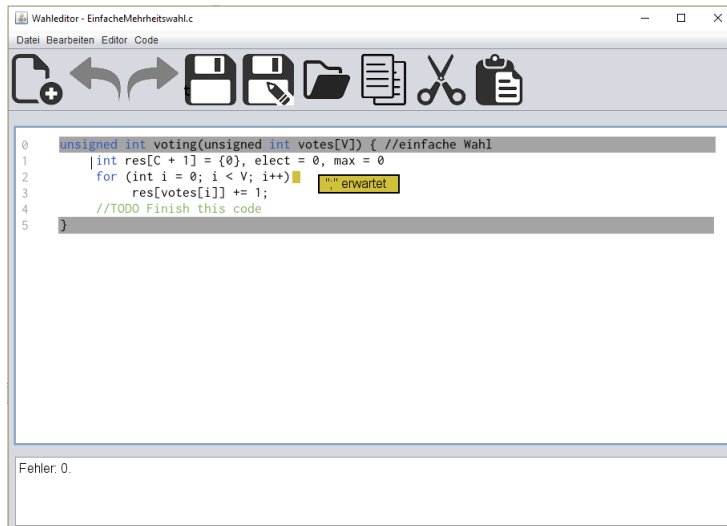 Wahleditor - EinfacheMehrheitswahl.c
Datei Bearbeiten Editor Code
0 unsigned int voting(unsigned int votes[V]) { //einfache Wahl
1 int res[C + 1] = {0}, elect = 0, max = 0
2 for (int i = 0; i < V; i++)
";" erwartet
3 res[votes[i]] += 1;
4 //TODO Finish this code
5 }
Fehler: 0.